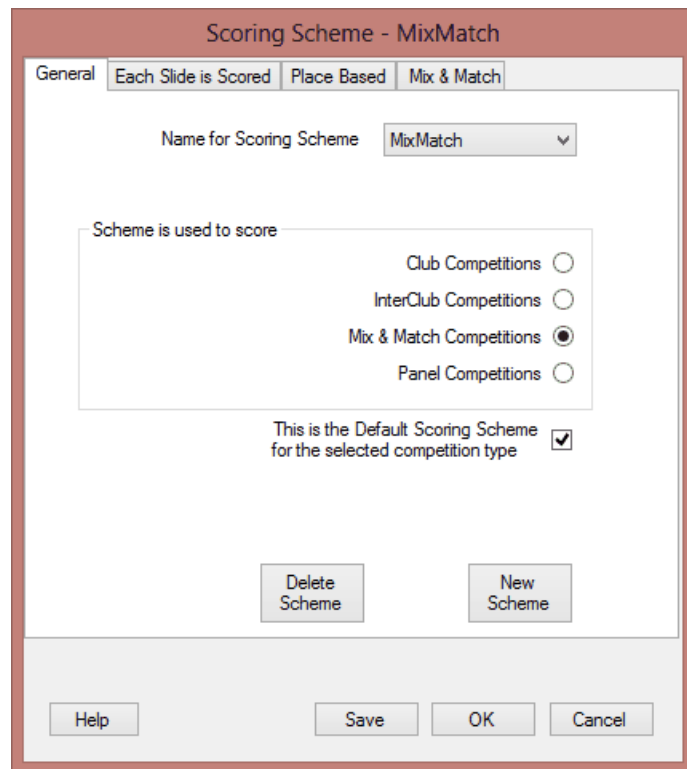 Scoring Scheme - MixMatch
General Each Slide is Scored Place Based Mix & Match
Name for Scoring Scheme MixMatch
Scheme is used to score
Club Competitions
InterClub Competitions
Mix & Match Competitions
Panel Competitions
This is the Default Scoring Scheme
for the selected competition type
Delete
Scheme
New
Scheme
Help Save OK Cancel